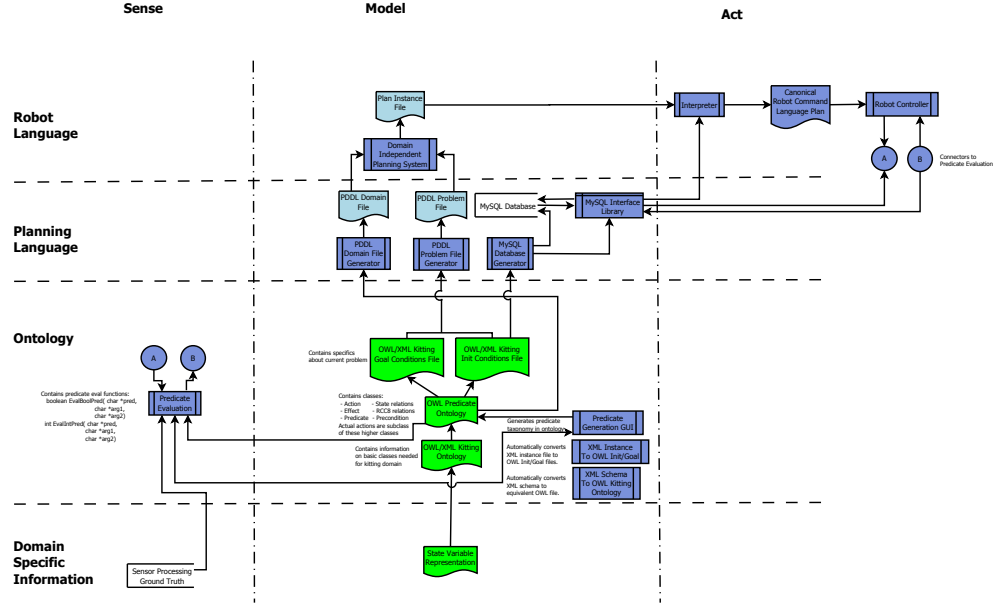 Sense
Model
Act
Robot
Language
Plan Instance
File
Interpreter
Canonical
Robot Command
Language Plan
Robot Controller
Domain
Independent
Planning System
A
B
Connectors to
Predicate Evaluation
Planning
Language
PDDL Domain
File
PDDL Problem
File
MySQL Database
MySQL Interface
Library
PDDL
Domain File
Generator
PDDL
Problem File
Generator
MySQL
Database
Generator
Ontology
A
B
Contains predicate eval functions:
boolean EvalBoolPred( char *pred,
char *arg1,
char *arg2)
int EvalIntPred( char *pred,
char *arg1,
char *arg2)
Predicate
Evaluation
Contains specifics
about current problem
OWL/XML Kitting
Goal Conditions File
OWL/XML Kitting
Init Conditions File
Contains classes:
- Action - State relations
- Effect - RCC8 relations
- Predicate - Precondition
Actual actions are subclass
of these higher classes
OWL Predicate
Ontology
Generates predicate
taxonomy in ontology
Predicate
Generation GUI
Contains information
on basic classes needed
for kitting domain
OWL/XML Kitting
Ontology
Automatically converts
XML instance file to
OWL Init/Goal files.
XML Instance
To OWL Init/Goal
Automatically converts
XML schema to
equivalent OWL file.
XML Schema
To OWL Kitting
Ontology
Domain
Specific
Information
Sensor Processing
Ground Truth
State Variable
Representation